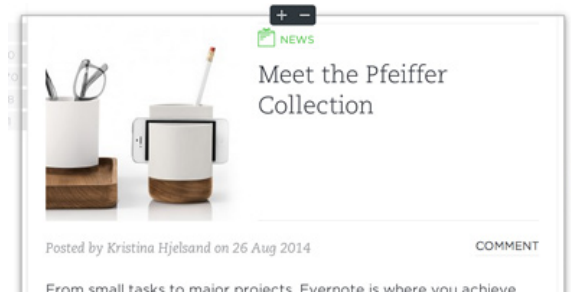 + −
NEWS
Meet the Pfeiffer
Collection
Posted by Kristina Hjelsand on 26 Aug 2014
COMMENT
From small tasks to major projects, Evernote is where you achieve